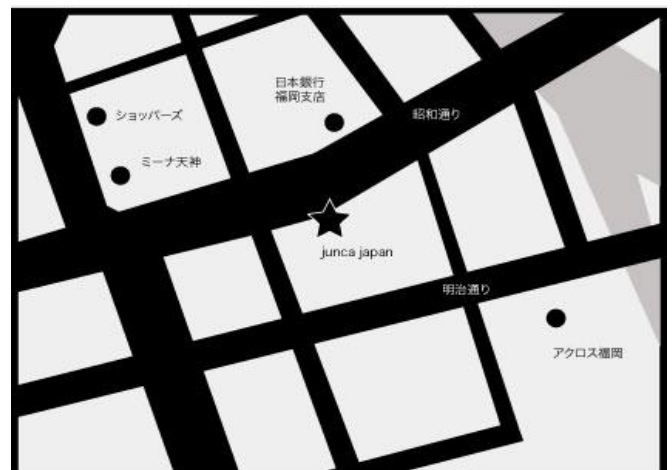 日本銀行
福岡支店
昭和通り
ショッパーズ
ミーナ天神
junca japan
明治通り
アクロス福岡